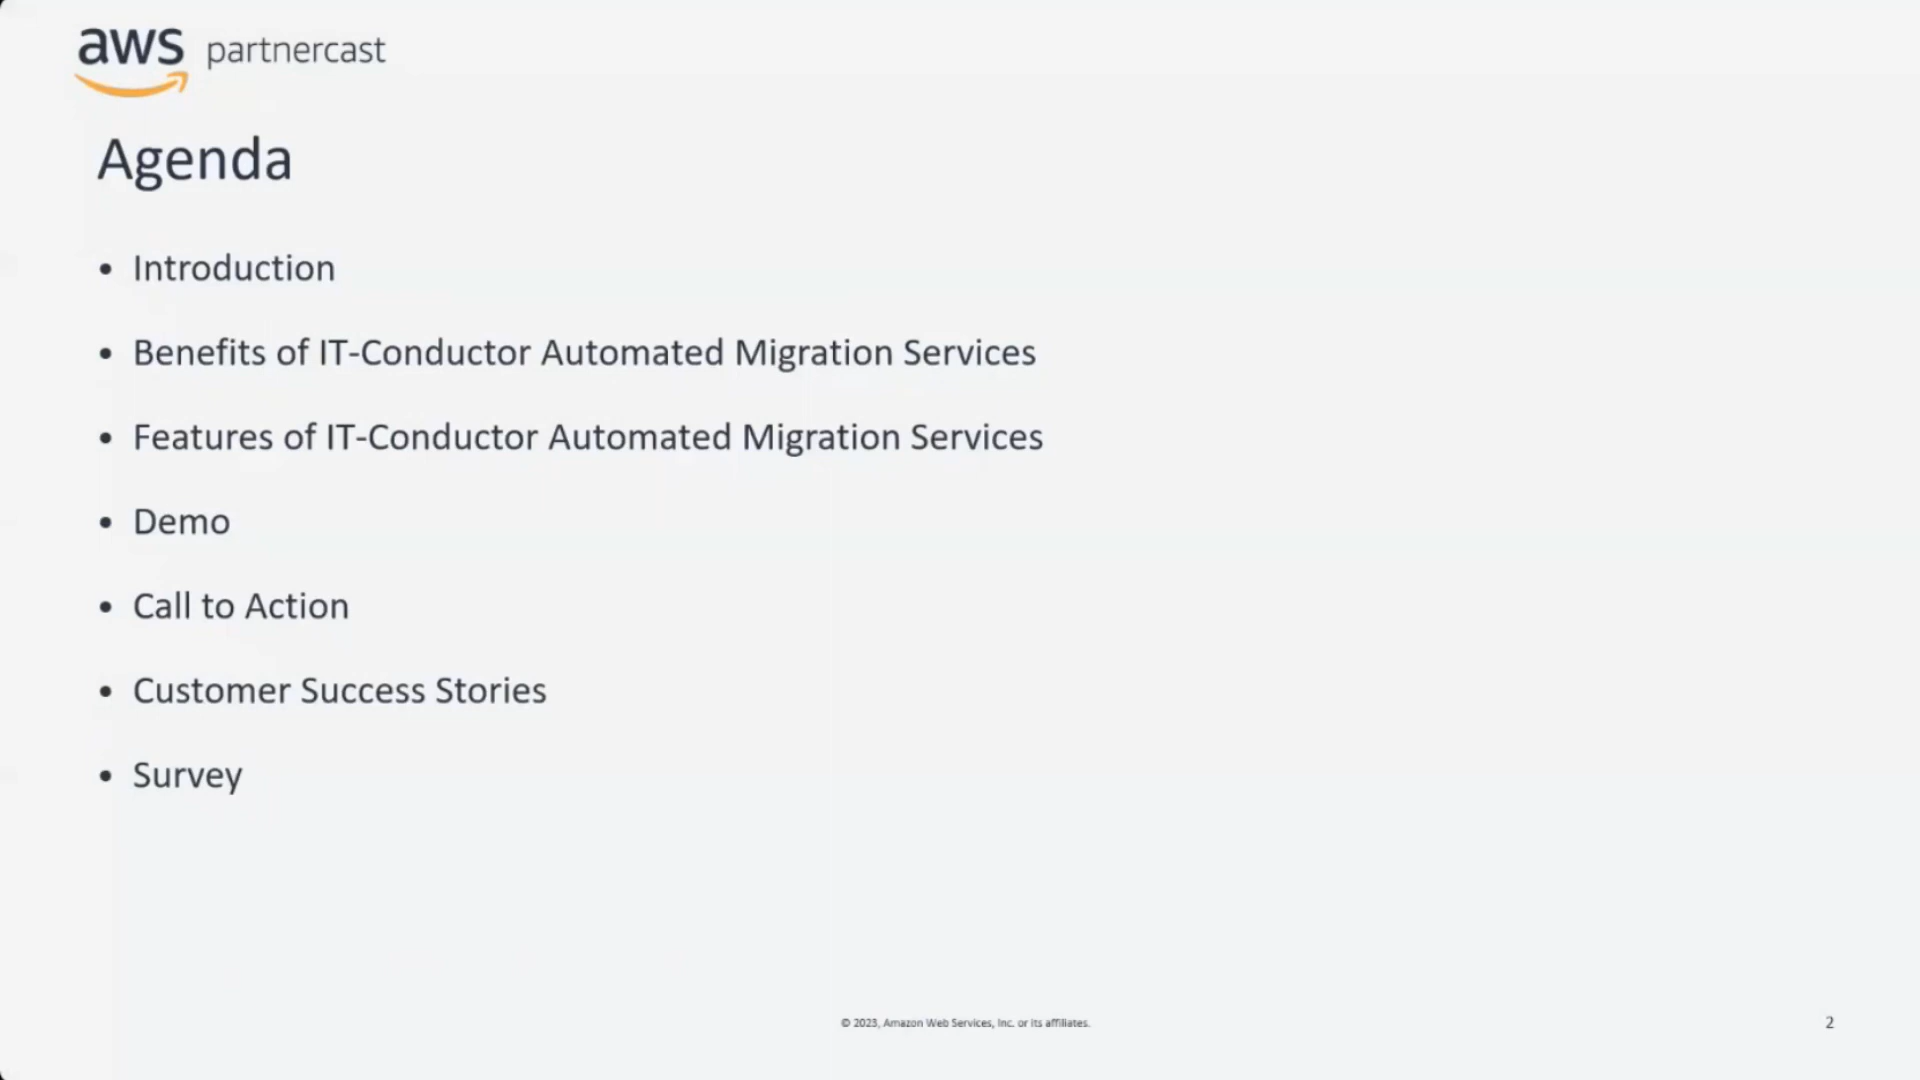 aws partnercast
Agenda
• Introduction
• Benefits of IT-Conductor Automated Migration Services
• Features of IT-Conductor Automated Migration Services
• Demo
• Call to Action
• Customer Success Stories
• Survey
© 2023, Amazon Web Services, Inc. or its affiliates.
2